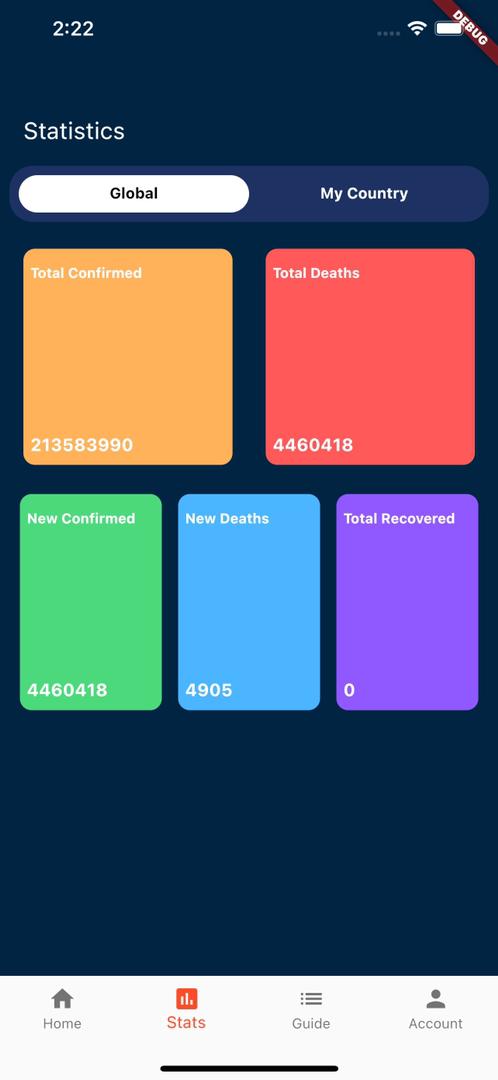 2:22
DEBUG
Statistics
Global My Country
Total Confirmed Total Deaths
213583990 4460418
New Confirmed New Deaths Total Recovered
4460418 4905 0
Home Stats Guide Account